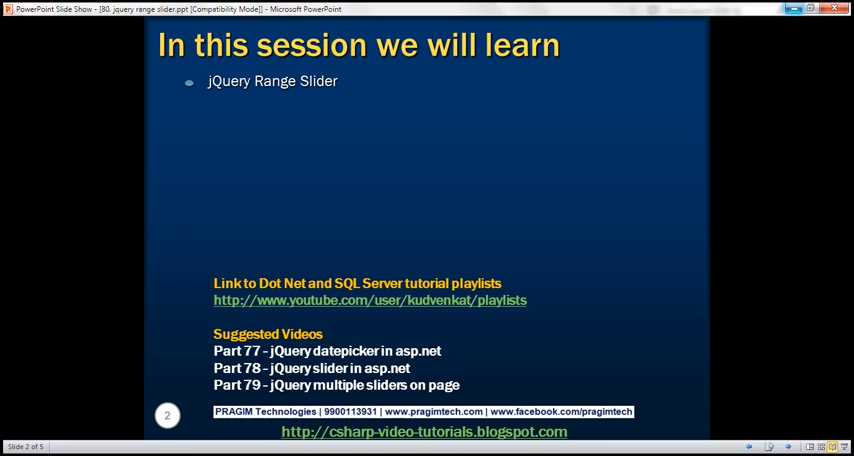 PowerPoint Slide Show - [80. jquery range slider.ppt [Compatibility Mode]] - Microsoft PowerPoint
In this session we will learn
jQuery Range Slider
Link to Dot Net and SQL Server tutorial playlists
http://www.youtube.com/user/kudvenkat/playlists
Suggested Videos
Part 77 - jQuery datepicker in asp.net
Part 78 - jQuery slider in asp.net
Part 79 - jQuery multiple sliders on page
2
PRAGIM Technologies | 9900113931 | www.pragimtech.com | www.facebook.com/pragimtech
http://csharp-video-tutorials.blogspot.com
Slide 2 of 5